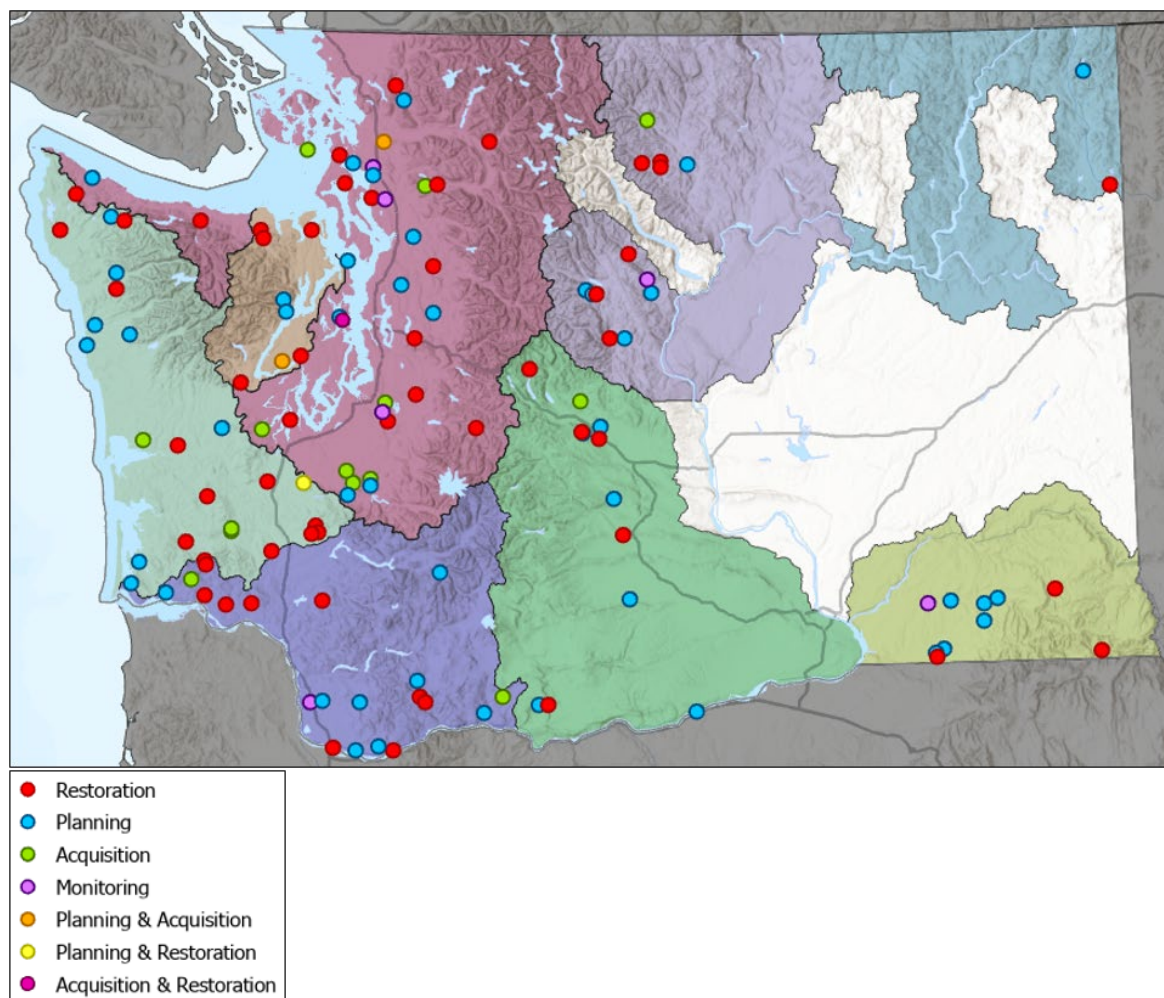 Restoration
Planning
Acquisition
Monitoring
Planning & Acquisition
Planning & Restoration
Acquisition & Restoration